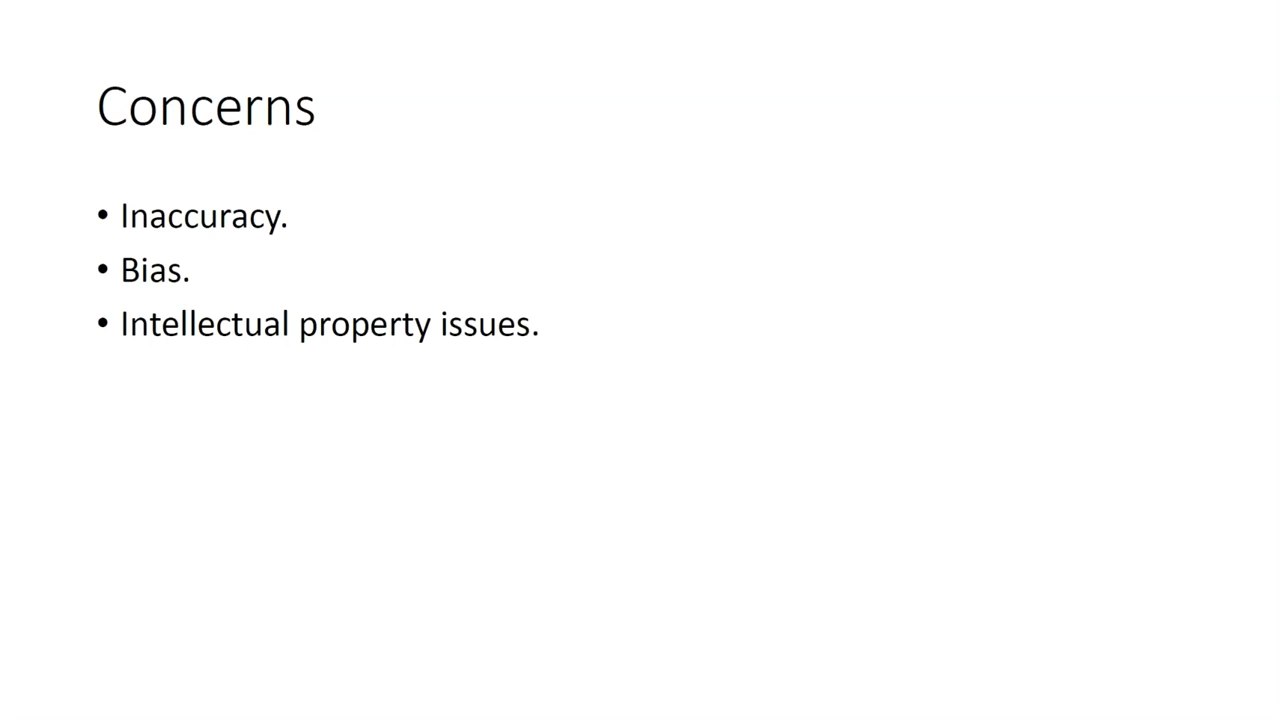 Concerns
• Inaccuracy.
• Bias.
• Intellectual property issues.